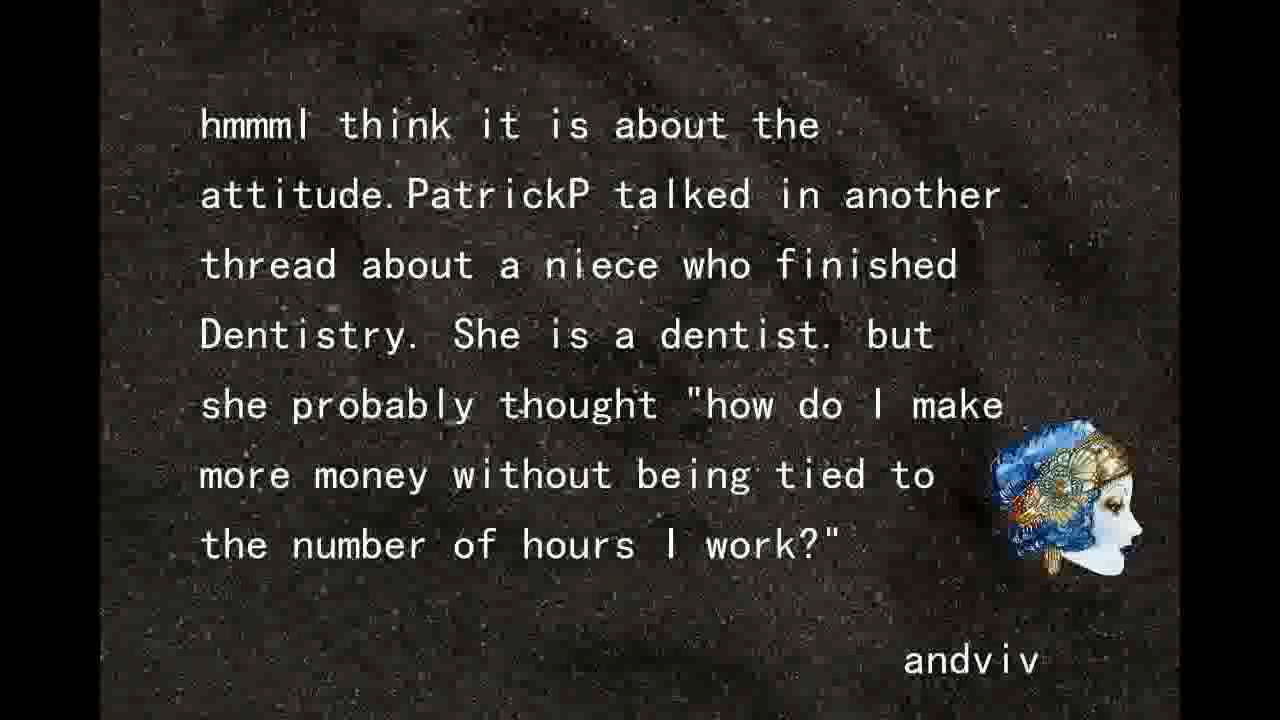 hmmmI think it is about the
attitude.PatrickP talked in another
thread about a niece who finished
Dentistry. She is a dentist. but
she probably thought "how do I make
more money without being tied to
the number of hours I work?"
andviv